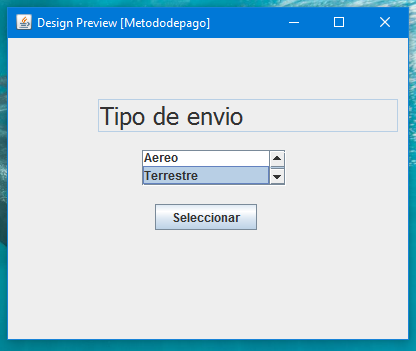 Design Preview [Metododepago]
Tipo de envio
Aereo
Terrestre
Seleccionar